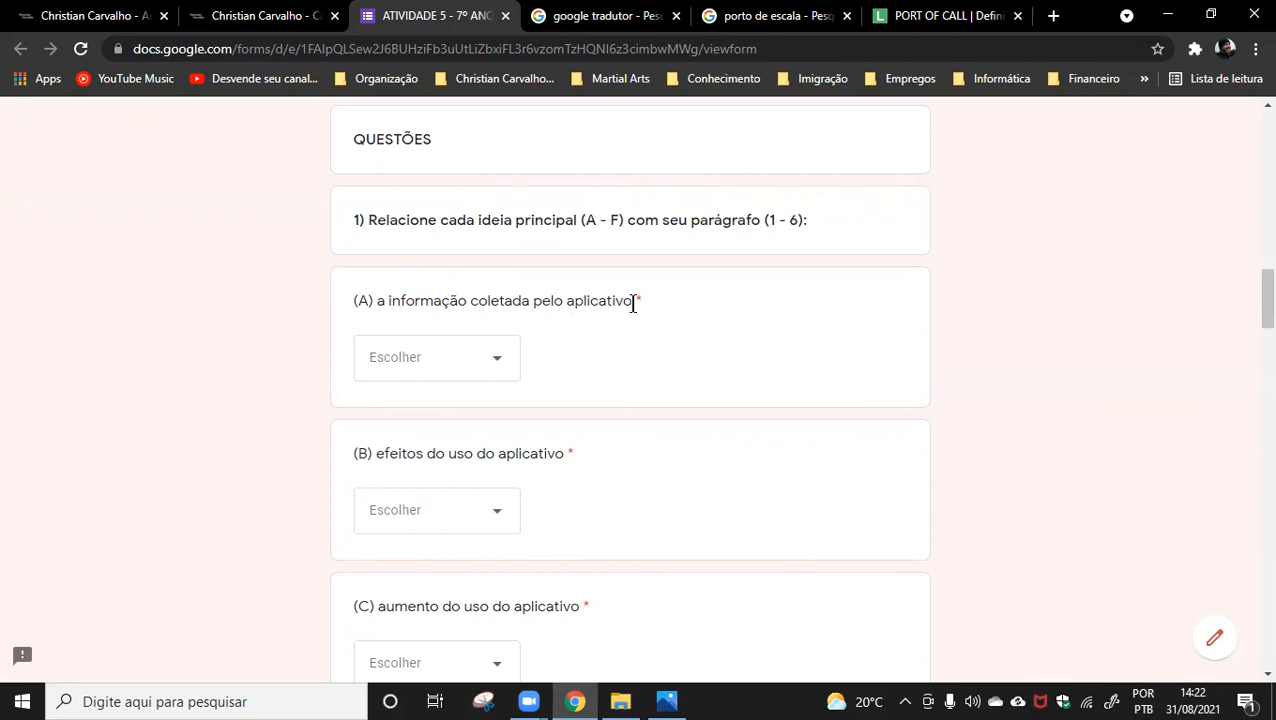 Christian Carvalho - A
Christian Carvalho - C
ATIVIDADE 5 - 7º AN
google tradutor - Pes
porto de escala - Pesq
PORT OF CALL | Defini
docs.google.com/forms/d/e/1FAIpQLSew2J6BUHziFb3uUtLiZbxiFL3r6vzomTzHQNI6z3cimbwMWg/viewform
Apps
YouTube Music
Desvende seu canal...
Organização
Christian Carvalho...
Martial Arts
Conhecimento
Imigração
Empregos
Informática
Financeiro
»
Lista de leitura
QUESTÕES
1) Relacione cada ideia principal (A - F) com seu parágrafo (1 - 6):
(A) a informação coletada pelo aplicativo *
Escolher
(B) efeitos do uso do aplicativo *
Escolher
(C) aumento do uso do aplicativo *
Escolher
Digite aqui para pesquisar
20°C
POR
PTB
14:22
31/08/2021
1